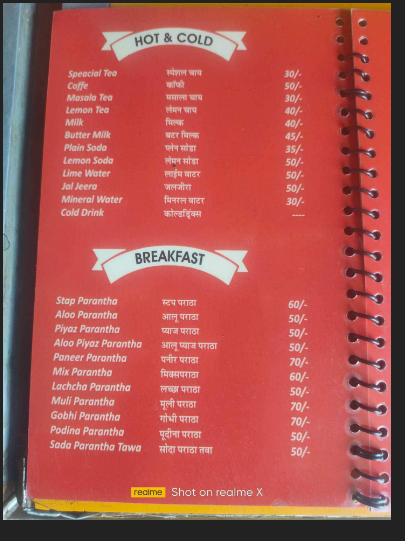 HOT & COLD
Speacial Tea स्पेशल चाय 30/-
Coffe कॉफी 50/-
Masala Tea मसाला चाय 30/-
Lemon Tea लेमन चाय 40/-
Milk मिल्क 40/-
Butter Milk बटर मिल्क 45/-
Plain Soda प्लेन सोडा 35/-
Lemon Soda लेमन सोडा 50/-
Lime Water लाईम वाटर 50/-
Jal Jeera जलजीरा 50/-
Mineral Water मिनरल वाटर 30/-
Cold Drink कोल्डड्रिंक्स ----
BREAKFAST
Stap Parantha स्टप पराठा 60/-
Aloo Parantha आलू पराठा 50/-
Piyaz Parantha प्याज पराठा 50/-
Aloo Piyaz Parantha आलू प्याज पराठा 50/-
Paneer Parantha पनीर पराठा 70/-
Mix Parantha मिक्सपराठा 60/-
Lachcha Parantha लच्छा पराठा 50/-
Muli Parantha मूली पराठा 70/-
Gobhi Parantha गोभी पराठा 70/-
Podina Parantha पूदीना पराठा 50/-
Sada Parantha Tawa सादा पराठा तवा 50/-
realme Shot on realme X